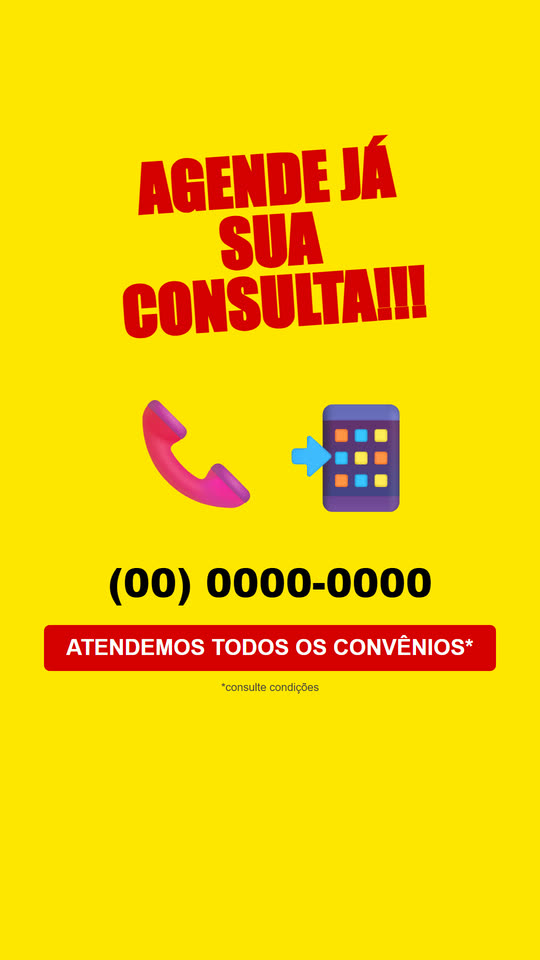 AGENDE JÁ
SUA
CONSULTA!!!
(00) 0000-0000
ATENDEMOS TODOS OS CONVÊNIOS*
*consulte condições